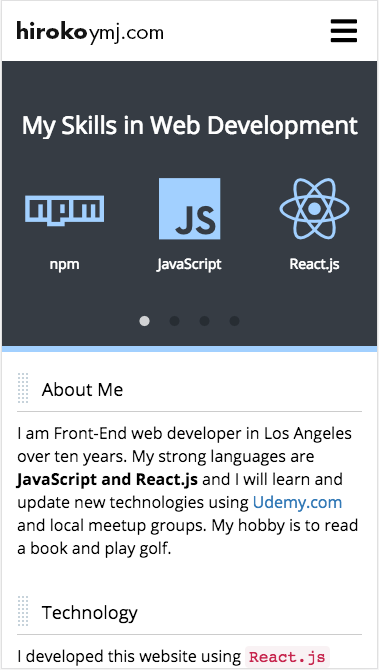 hirokoymj.com
My Skills in Web Development
npm
JS
npm
JavaScript
React.js
About Me
I am Front-End web developer in Los Angeles
over ten years. My strong languages are
JavaScript and React.js and I will learn and
update new technologies using Udemy.com
and local meetup groups. My hobby is to read
a book and play golf.
Technology
I developed this website using React.js